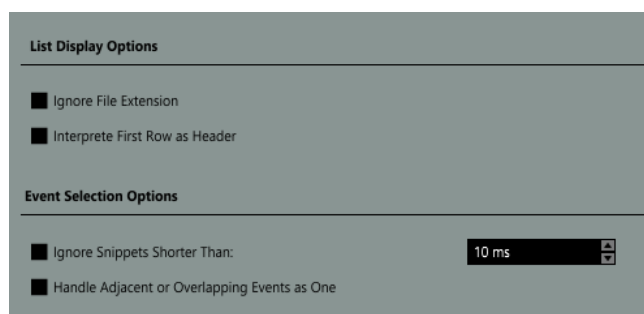 List Display Options
Ignore File Extension
Interprete First Row as Header
Event Selection Options
Ignore Snippets Shorter Than: 10 ms
Handle Adjacent or Overlapping Events as One